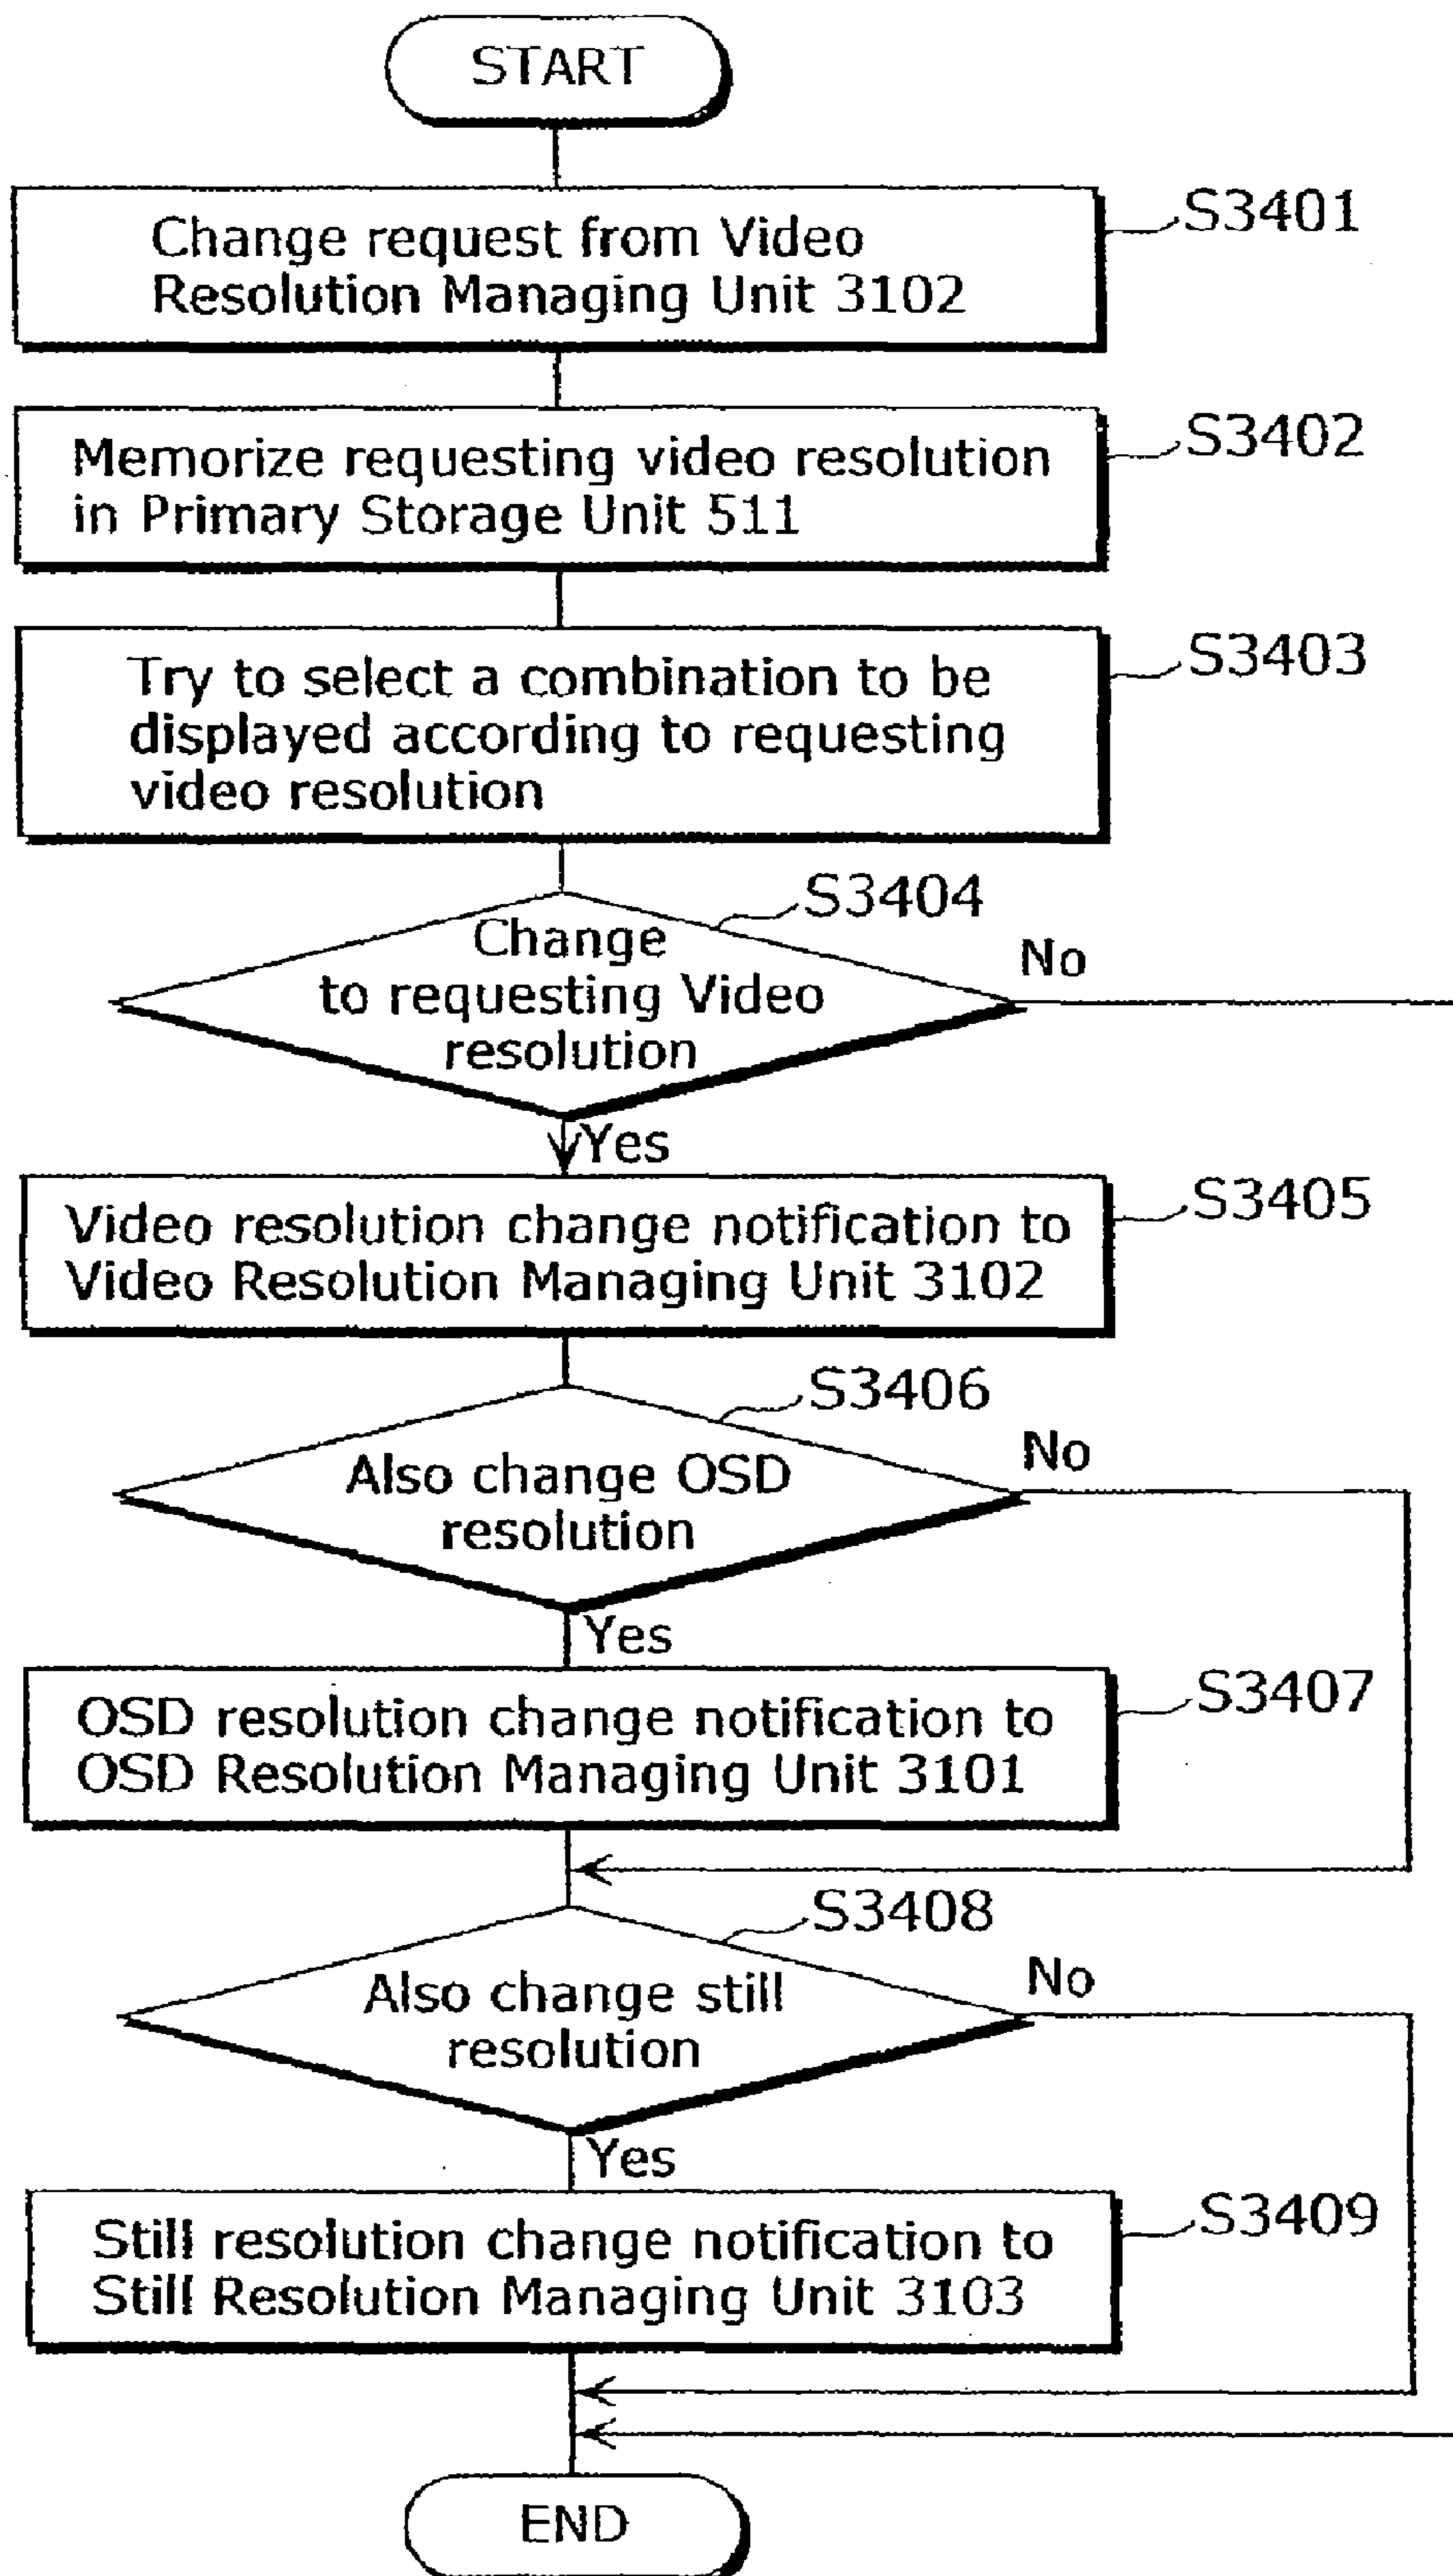 START
S3401
Change request from Video
Resolution Managing Unit 3102
S3402
Memorize requesting video resolution
in Primary Storage Unit 511
S3403
Try to select a combination to be
displayed according to requesting
video resolution
S3404
Change
to requesting Video
resolution
No
Yes
S3405
Video resolution change notification to
Video Resolution Managing Unit 3102
S3406
Also change OSD
resolution
No
Yes
S3407
OSD resolution change notification to
OSD Resolution Managing Unit 3101
S3408
Also change still
resolution
No
Yes
S3409
Still resolution change notification to
Still Resolution Managing Unit 3103
END